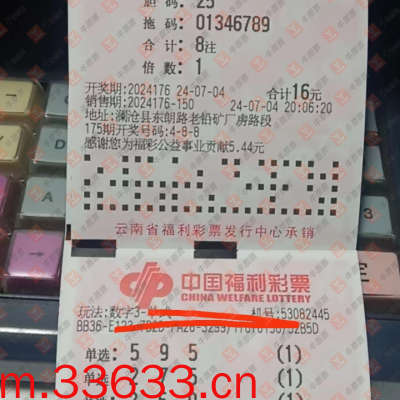 胆码：25
拖码：01346789
合计：8注
倍数：1
开奖期:2024176 24-07-04 合计16元
销售期:2024176-150 24-07-04 20:06:20
地址:澜沧县东朗路老铅矿厂房路段
175期开奖号码:4-8-8
感谢您为福彩公益事业贡献5.44元
云南省福利彩票发行中心承销
中国福利彩票
CHINA WELFARE LOTTERY
玩法:数字3- 机号:53082445
BB36-
单选: 5 9 5 (1)
单选: 2 7 5 (1)
m.33633.cn